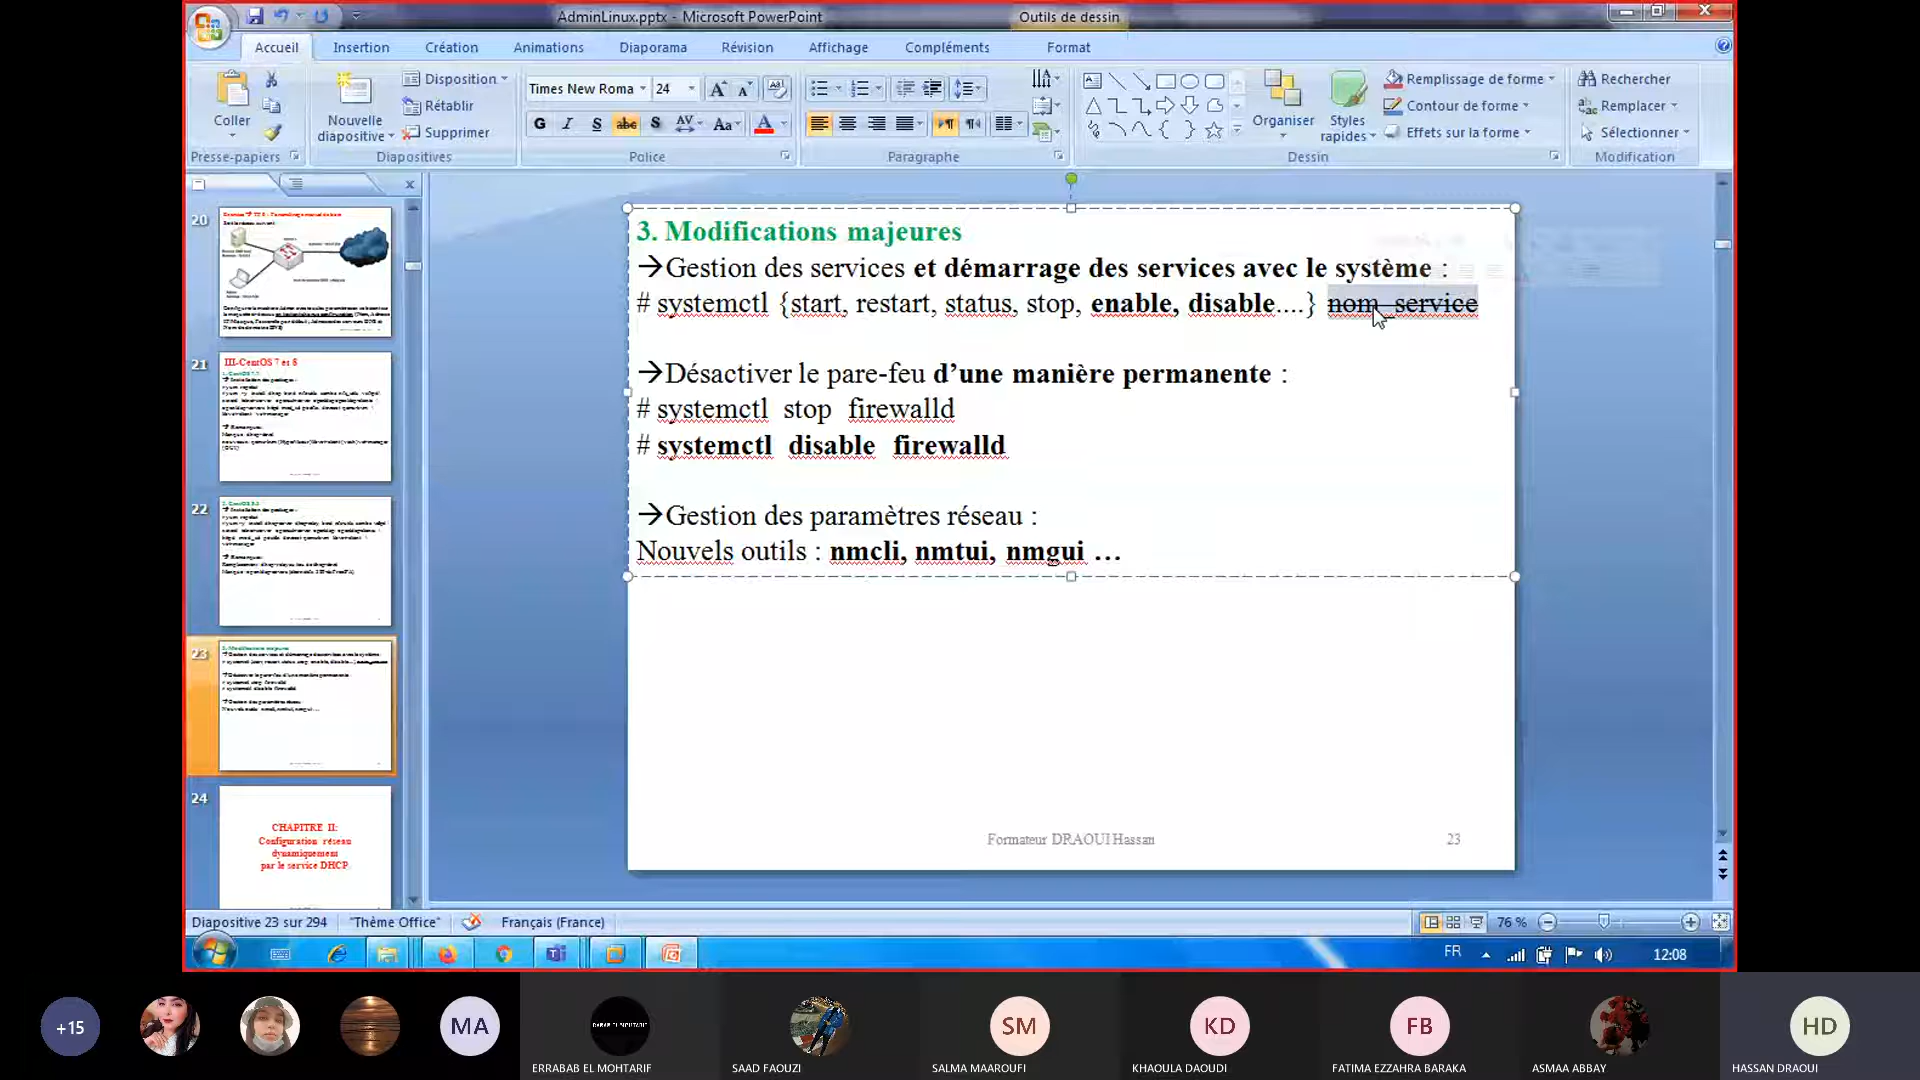 AdminLinux.pptx - Microsoft PowerPoint
Outils de dessin
Accueil
Insertion
Création
Animations
Diaporama
Révision
Affichage
Compléments
Format
Coller
Presse-papiers
Nouvelle
diapositive
Disposition
Rétablir
Supprimer
Diapositives
Times New Roma
24
G I S abc S AV Aa A
Police
Paragraphe
Organiser
Styles
rapides
Remplissage de forme
Contour de forme
Effets sur la forme
Dessin
Rechercher
Remplacer
Sélectionner
Modification
20
21
III-CentOS 7 et 8
22
23
24
CHAPITRE II:
Configuration réseau
dynamiquement
par le service DHCP
3. Modifications majeures
→Gestion des services et démarrage des services avec le système :
# systemctl {start, restart, status, stop, enable, disable....} nom_service
→Désactiver le pare-feu d’une manière permanente :
# systemctl stop firewalld
# systemctl disable firewalld
→Gestion des paramètres réseau :
Nouvels outils : nmcli, nmtui, nmgui …
Formateur DRAOUI Hassan
23
Diapositive 23 sur 294
"Thème Office"
Français (France)
76 %
FR
12:08
+15
MA
ERRABAB EL MOHTARIF
SAAD FAOUZI
SM
SALMA MAAROUFI
KD
KHAOULA DAOUDI
FB
FATIMA EZZAHRA BARAKA
ASMAA ABBAY
HD
HASSAN DRAOUI